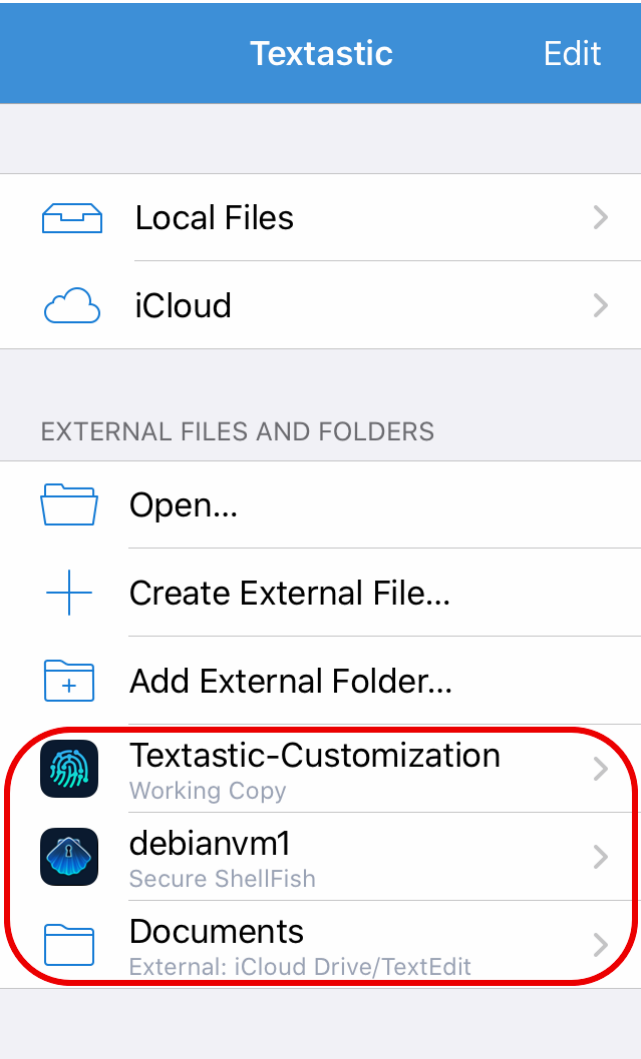 Textastic
Edit
Local Files
iCloud
EXTERNAL FILES AND FOLDERS
Open...
Create External File...
Add External Folder...
Textastic-Customization
Working Copy
debianvm1
Secure ShellFish
Documents
External: iCloud Drive/TextEdit